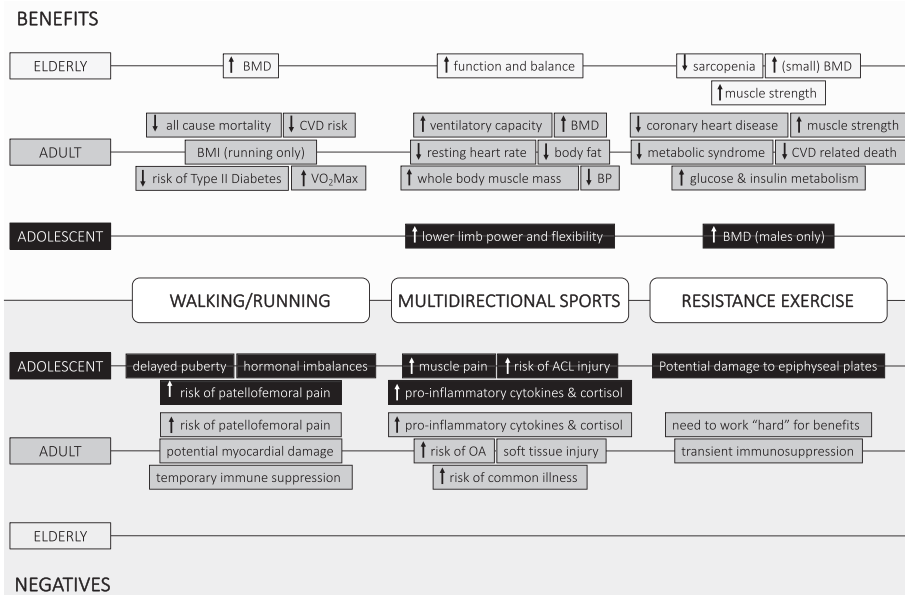 BENEFITS
ELDERLY
↑ BMD
↑ function and balance
↓ sarcopenia
↑ (small) BMD
↑ muscle strength
↓ all cause mortality
↓ CVD risk
↑ ventilatory capacity
↑ BMD
↓ coronary heart disease
↑ muscle strength
ADULT
BMI (running only)
↓ resting heart rate
↓ body fat
↓ metabolic syndrome
↓ CVD related death
↓ risk of Type II Diabetes
↑ VO₂Max
↑ whole body muscle mass
↓ BP
↑ glucose & insulin metabolism
ADOLESCENT
↑ lower limb power and flexibility
↑ BMD (males only)
WALKING/RUNNING
MULTIDIRECTIONAL SPORTS
RESISTANCE EXERCISE
ADOLESCENT
delayed puberty
hormonal imbalances
↑ muscle pain
↑ risk of ACL injury
Potential damage to epiphyseal plates
↑ risk of patellofemoral pain
↑ pro-inflammatory cytokines & cortisol
↑ risk of patellofemoral pain
↑ pro-inflammatory cytokines & cortisol
need to work "hard" for benefits
ADULT
potential myocardial damage
↑ risk of OA
soft tissue injury
transient immunosuppression
temporary immune suppression
↑ risk of common illness
ELDERLY
NEGATIVES